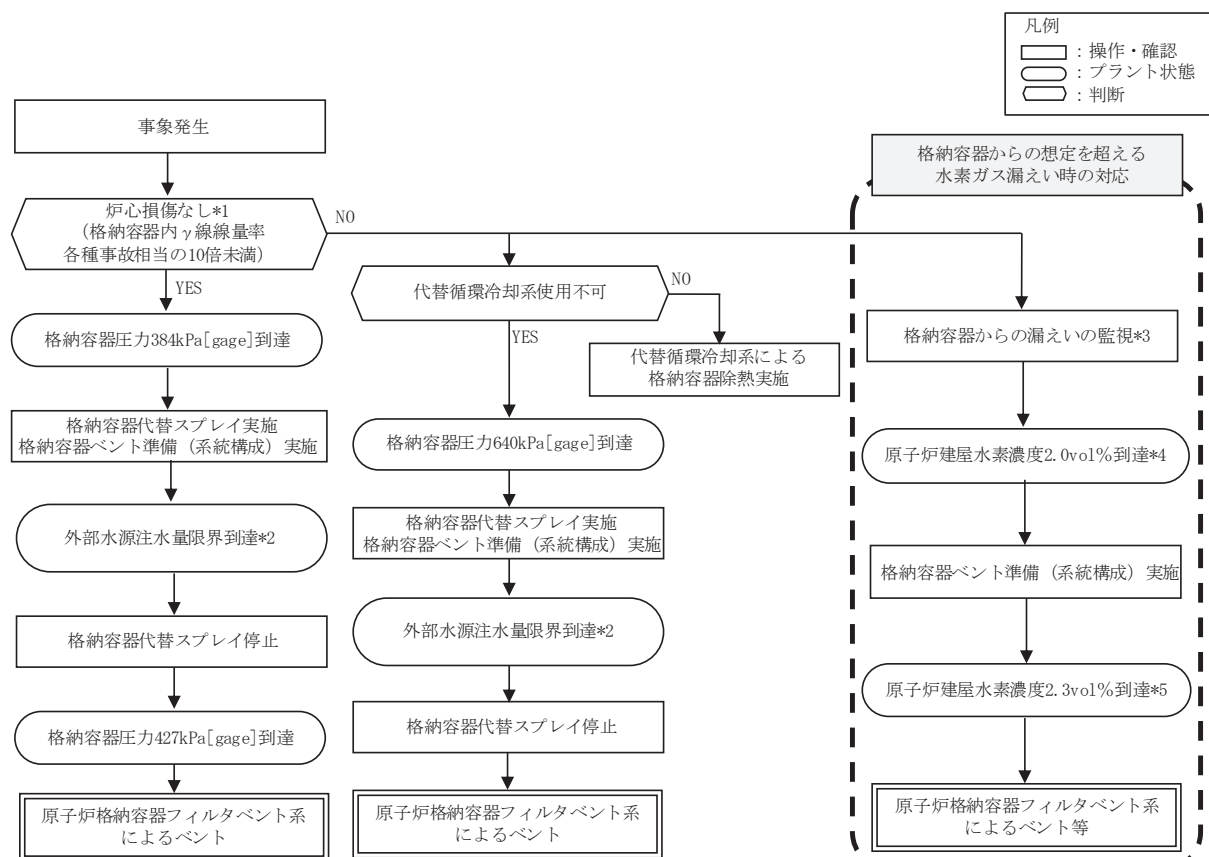 凡例
：操作・確認
：プラント状態
：判断
事象発生
炉心損傷なし*1
（格納容器内γ線線量率
各種事故相当の10倍未満）
NO
YES
格納容器圧力384kPa[gage]到達
格納容器代替スプレイ実施
格納容器ベント準備（系統構成）実施
外部水源注水量限界到達*2
格納容器代替スプレイ停止
格納容器圧力427kPa[gage]到達
原子炉格納容器フィルタベント系
によるベント
代替循環冷却系使用不可
NO
YES
代替循環冷却系による
格納容器除熱実施
格納容器圧力640kPa[gage]到達
格納容器代替スプレイ実施
格納容器ベント準備（系統構成）実施
外部水源注水量限界到達*2
格納容器代替スプレイ停止
原子炉格納容器フィルタベント系
によるベント
格納容器からの想定を超える
水素ガス漏えい時の対応
格納容器からの漏えいの監視*3
原子炉建屋水素濃度2.0vol％到達*4
格納容器ベント準備（系統構成）実施
原子炉建屋水素濃度2.3vol％到達*5
原子炉格納容器フィルタベント系
によるベント等